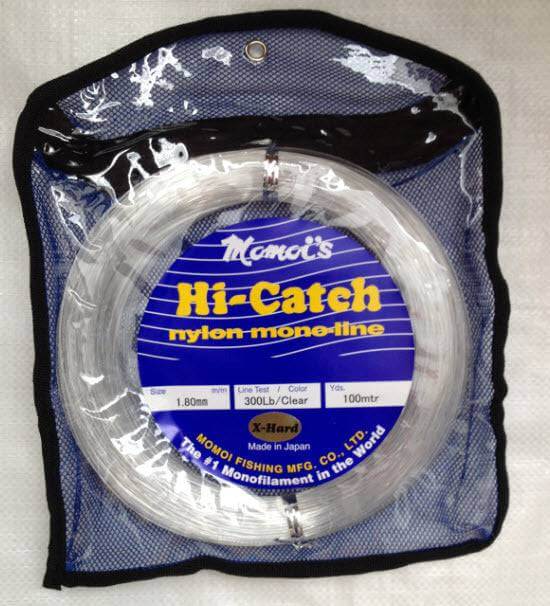 Momoi's
Hi-Catch
nylon mono-line
Size m/m Line Test / Color Yds.
1.80mm 300Lb/Clear 100mtr
X-Hard
Made in Japan
MOMOI FISHING MFG. CO., LTD.
The #1 Monofilament in the World